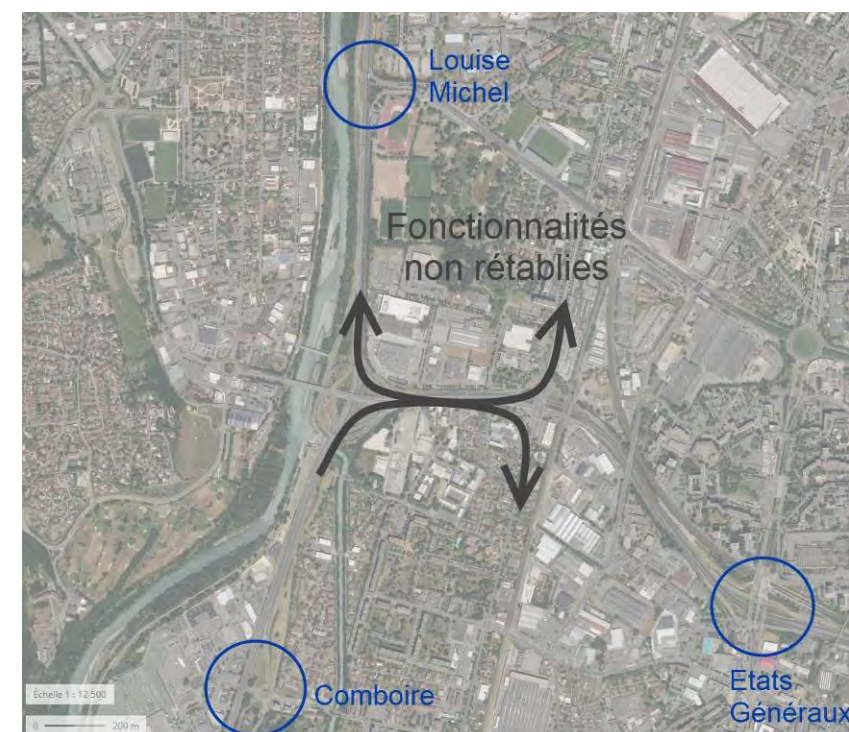 Louise
Michel
Fonctionnalités
non rétablies
Comboire
Etats
Généraux
Échelle 1 : 12 500
0 200 m